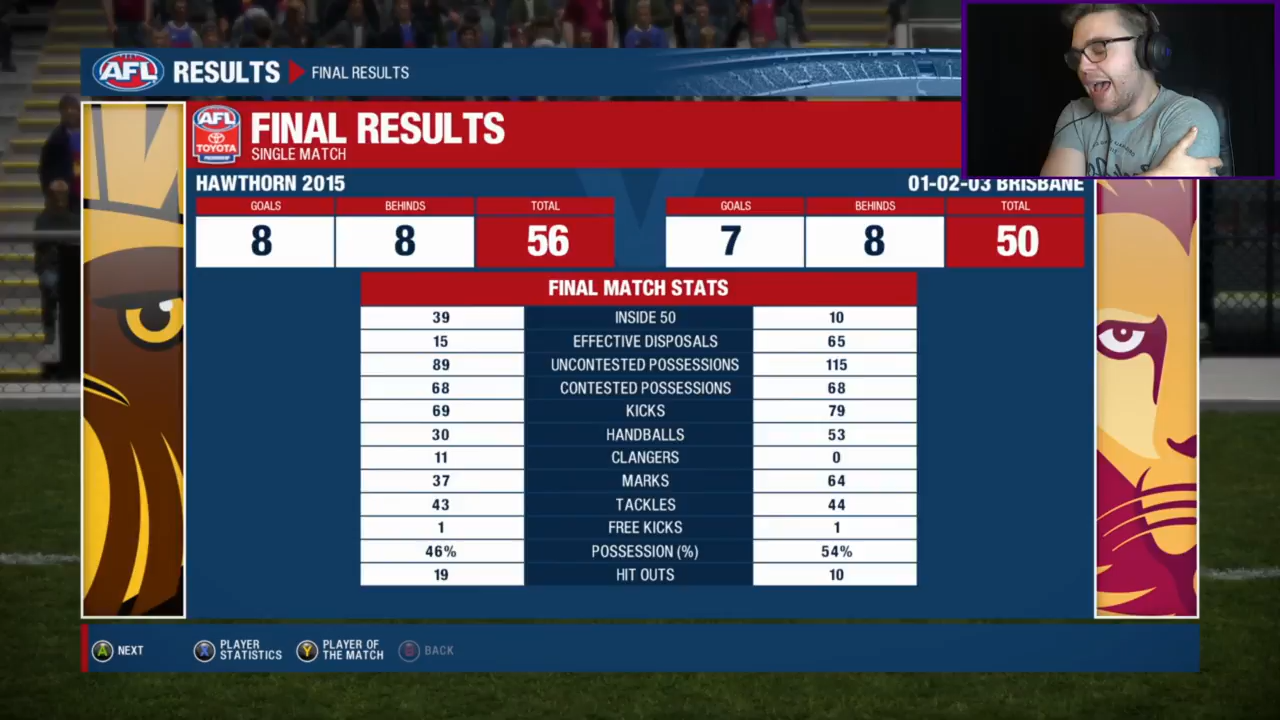 AFL RESULTS FINAL RESULTS
AFL
TOYOTA
FINAL RESULTS
SINGLE MATCH
HAWTHORN 2015 01-02-03 BRISBANE
GOALS BEHINDS TOTAL GOALS BEHINDS TOTAL
8 8 56 7 8 50
FINAL MATCH STATS
39 INSIDE 50 10
15 EFFECTIVE DISPOSALS 65
89 UNCONTESTED POSSESSIONS 115
68 CONTESTED POSSESSIONS 68
69 KICKS 79
30 HANDBALLS 53
11 CLANGERS 0
37 MARKS 64
43 TACKLES 44
1 FREE KICKS 1
46% POSSESSION (%) 54%
19 HIT OUTS 10
A NEXT X PLAYER STATISTICS Y PLAYER OF THE MATCH B BACK